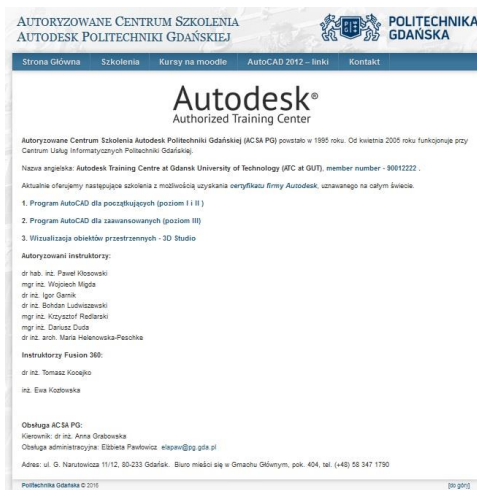 AUTORYZOWANE CENTRUM SZKOLENIA
AUTODESK POLITECHNIKI GDAŃSKIEJ
POLITECHNIKA
GDAŃSKA
Strona Główna Szkolenia Kursy na moodle AutoCAD 2012 – linki Kontakt
Autodesk®
Authorized Training Center
Autoryzowane Centrum Szkolenia Autodesk Politechniki Gdańskiej (ACSA PG) powstało w 1995 roku. Od kwietnia 2005 roku funkcjonuje przy
Centrum Usług Informatycznych Politechniki Gdańskiej.
Nazwa angielska: Autodesk Training Centre at Gdansk University of Technology (ATC at GUT), member number - 90012222 .
Aktualnie oferujemy następujące szkolenia z możliwością uzyskania certyfikatu firmy Autodesk, uznawanego na całym świecie.
1. Program AutoCAD dla początkujących (poziom I i II )
2. Program AutoCAD dla zaawansowanych (poziom III)
3. Wizualizacja obiektów przestrzennych - 3D Studio
Autoryzowani instruktorzy:
dr hab. inż. Paweł Kłosowski
mgr inż. Wojciech Migda
dr inż. Igor Garnik
dr inż. Bohdan Ludwiszewski
mgr inż. Krzysztof Redlarski
mgr inż. Dariusz Duda
dr inż. arch. Maria Helenowska-Peschke
Instruktorzy Fusion 360:
dr inż. Tomasz Kocejko
inż. Ewa Kozłowska
Obsługa ACSA PG:
Kierownik: dr inż. Anna Grabowska
Obsługa administracyjna: Elżbieta Pawłowicz elapaw@pg.gda.pl
Adres: ul. G. Narutowicza 11/12, 80-233 Gdańsk. Biuro mieści się w Gmachu Głównym, pok. 404, tel. (+48) 58 347 1790
Politechnika Gdańska © 2016 [do góry]